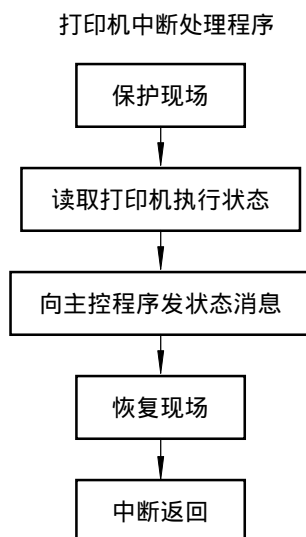 打印机中断处理程序
保护现场
读取打印机执行状态
向主控程序发状态消息
恢复现场
中断返回